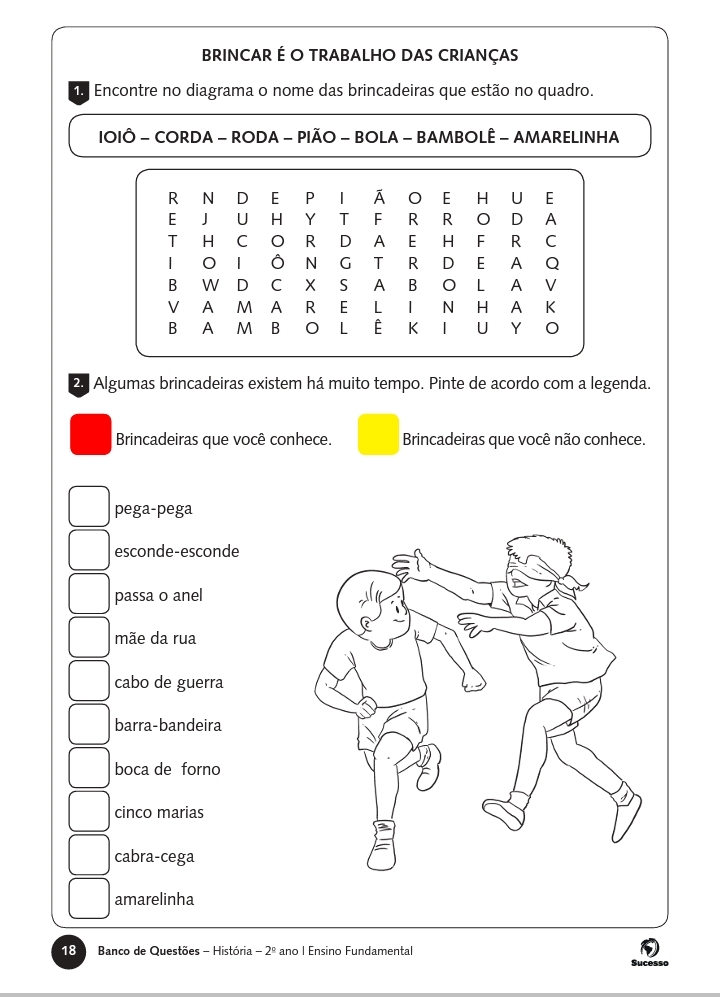 BRINCAR É O TRABALHO DAS CRIANÇAS
1. Encontre no diagrama o nome das brincadeiras que estão no quadro.
IOIÔ – CORDA – RODA – PIÃO – BOLA – BAMBOLÊ – AMARELINHA
R N D E P I Ã O E H U E
E J U H Y T F R R O D A
T H C O R D A E H F R C
I O I Ô N G T R D E A Q
B W D C X S A B O L A V
V A M A R E L I N H A K
B A M B O L Ê K I U Y O
2. Algumas brincadeiras existem há muito tempo. Pinte de acordo com a legenda.
Brincadeiras que você conhece. Brincadeiras que você não conhece.
pega-pega
esconde-esconde
passa o anel
mãe da rua
cabo de guerra
barra-bandeira
boca de forno
cinco marias
cabra-cega
amarelinha
18 Banco de Questões – História – 2º ano | Ensino Fundamental
Sucesso